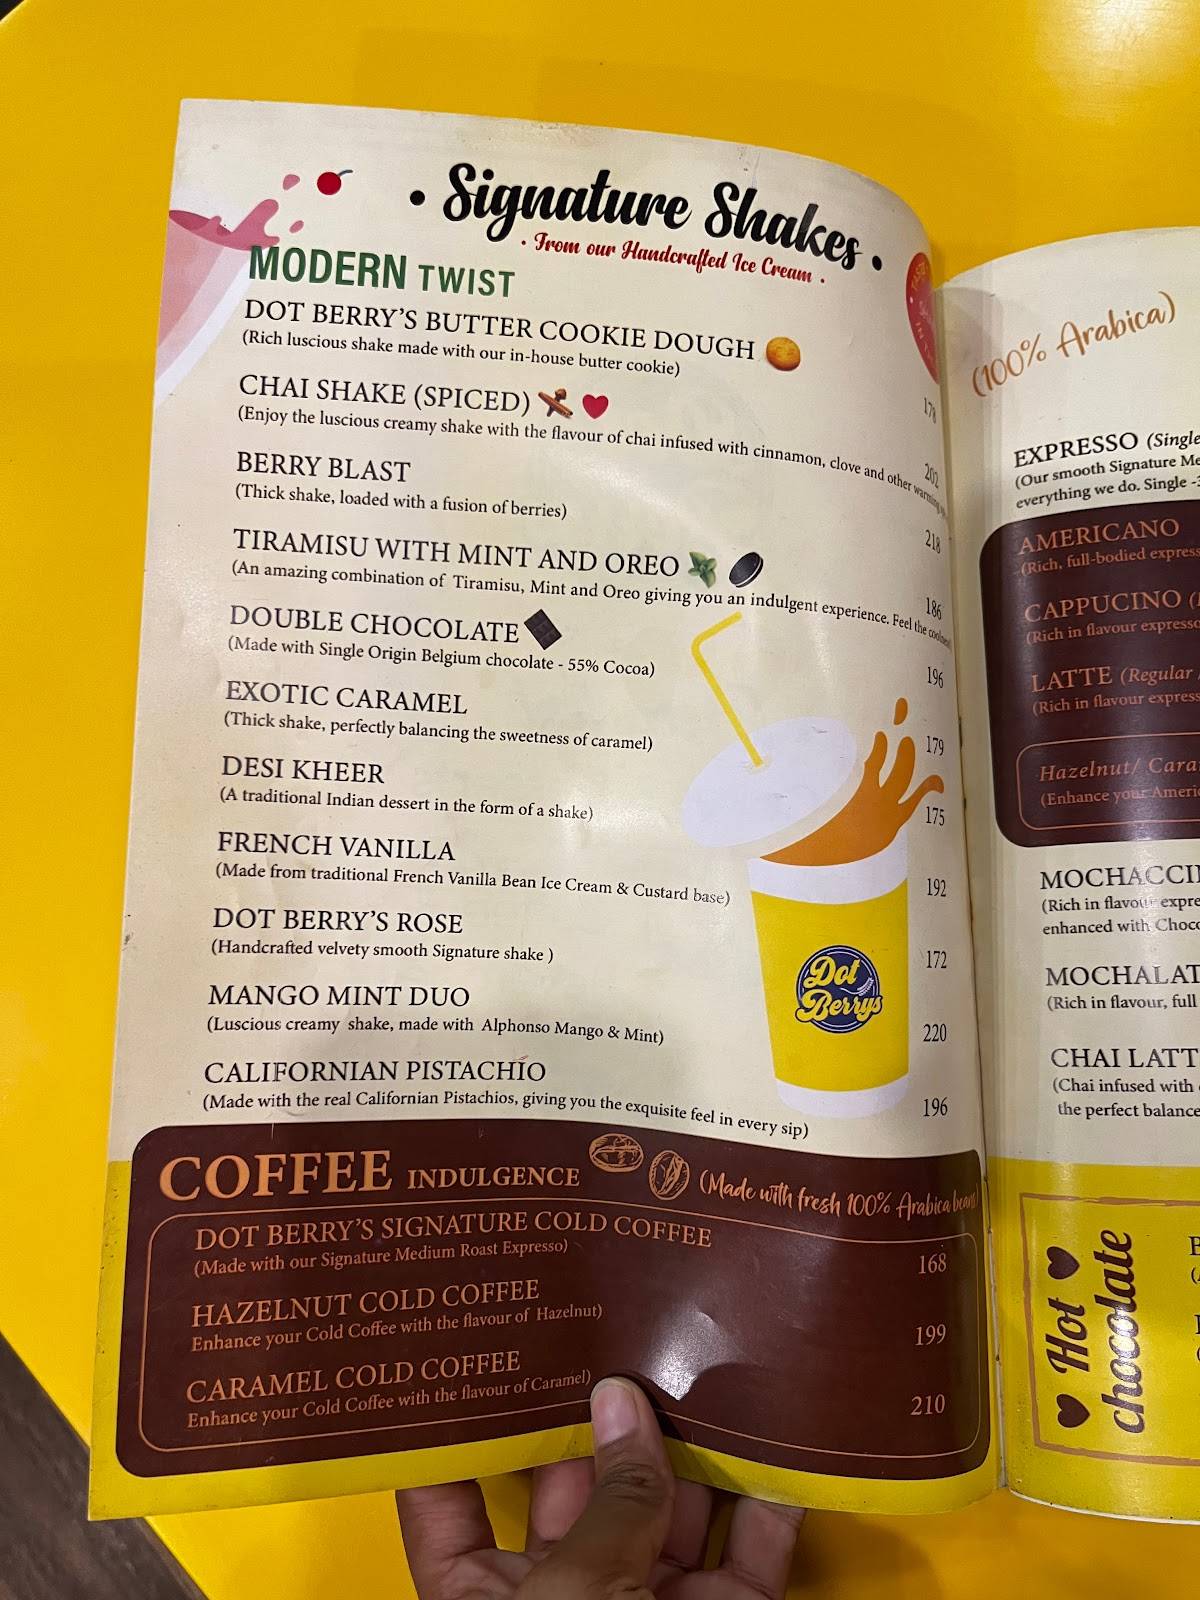 • Signature Shakes •
• From our Handcrafted Ice Cream •
MODERN TWIST
DOT BERRY'S BUTTER COOKIE DOUGH
(Rich luscious shake made with our in-house butter cookie)
178
CHAI SHAKE (SPICED)
(Enjoy the luscious creamy shake with the flavour of chai infused with cinnamon, clove and other warming
202
BERRY BLAST
(Thick shake, loaded with a fusion of berries)
218
TIRAMISU WITH MINT AND OREO
(An amazing combination of Tiramisu, Mint and Oreo giving you an indulgent experience. Feel the coolness
186
DOUBLE CHOCOLATE
(Made with Single Origin Belgium chocolate - 55% Cocoa)
196
EXOTIC CARAMEL
(Thick shake, perfectly balancing the sweetness of caramel)
179
DESI KHEER
(A traditional Indian dessert in the form of a shake)
175
FRENCH VANILLA
(Made from traditional French Vanilla Bean Ice Cream & Custard base)
192
DOT BERRY'S ROSE
(Handcrafted velvety smooth Signature shake )
172
MANGO MINT DUO
(Luscious creamy shake, made with Alphonso Mango & Mint)
220
CALIFORNIAN PISTACHIO
(Made with the real Californian Pistachios, giving you the exquisite feel in every sip)
196
Dot
Berrys
COFFEE INDULGENCE (Made with fresh 100% Arabica beans)
DOT BERRY'S SIGNATURE COLD COFFEE
(Made with our Signature Medium Roast Expresso)
168
HAZELNUT COLD COFFEE
Enhance your Cold Coffee with the flavour of Hazelnut)
199
CARAMEL COLD COFFEE
Enhance your Cold Coffee with the flavour of Caramel)
210
(100% Arabica)
EXPRESSO (Single
(Our smooth Signature Me
everything we do. Single -3
AMERICANO
(Rich, full-bodied express
CAPPUCINO
(Rich in flavour expresso
LATTE (Regular
(Rich in flavour express
Hazelnut/ Cara
(Enhance your Ameri
MOCHACCI
(Rich in flavour expre
enhanced with Choco
MOCHALAT
(Rich in flavour, full
CHAI LATT
(Chai infused with
the perfect balance
Hot
chocolate